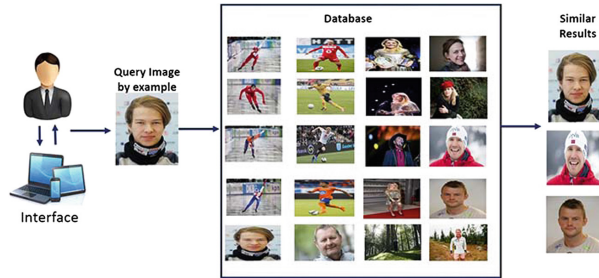 Database
Similar
Results
Query Image
by example
Interface